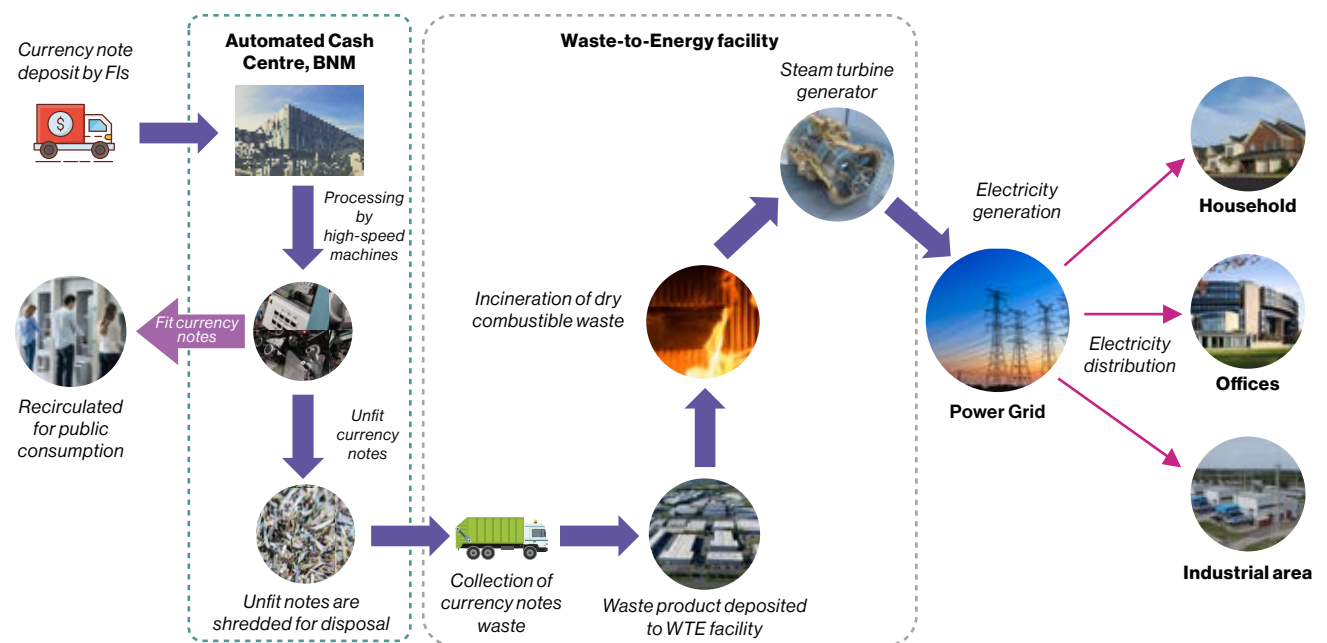 Currency note
deposit by FIs
$
Automated Cash
Centre, BNM
Processing
by
high-speed
machines
Fit currency
notes
Recirculated
for public
consumption
Unfit
currency
notes
Unfit notes are
shredded for disposal
Waste-to-Energy facility
Collection of
currency notes
waste
Waste product deposited
to WTE facility
Incineration of dry
combustible waste
Steam turbine
generator
Electricity
generation
Power Grid
Electricity
distribution
Household
Offices
Industrial area